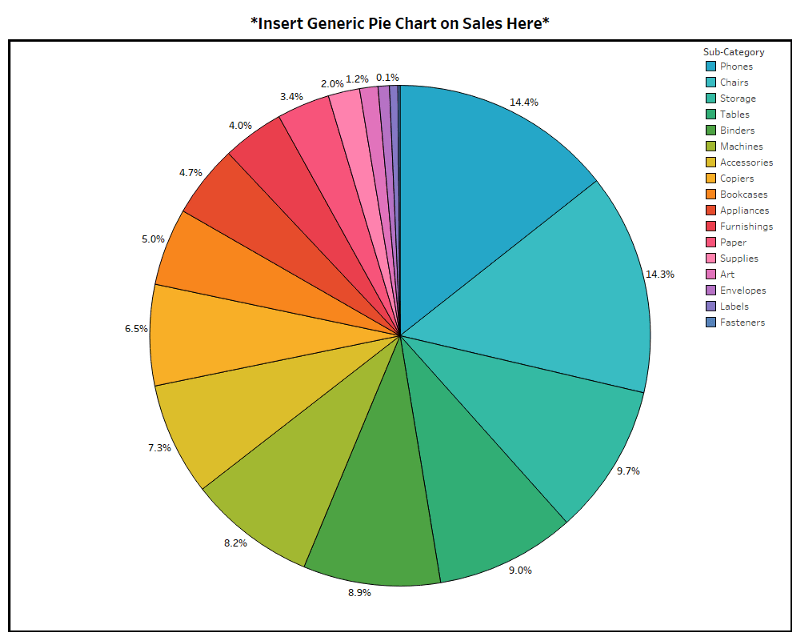 *Insert Generic Pie Chart on Sales Here*
Sub-Category
Phones
Chairs
Storage
Tables
Binders
Machines
Accessories
Copiers
Bookcases
Appliances
Furnishings
Paper
Supplies
Art
Envelopes
Labels
Fasteners
14.4%
14.3%
9.7%
9.0%
8.9%
8.2%
7.3%
6.5%
5.0%
4.7%
4.0%
3.4%
2.0%
1.2%
0.1%